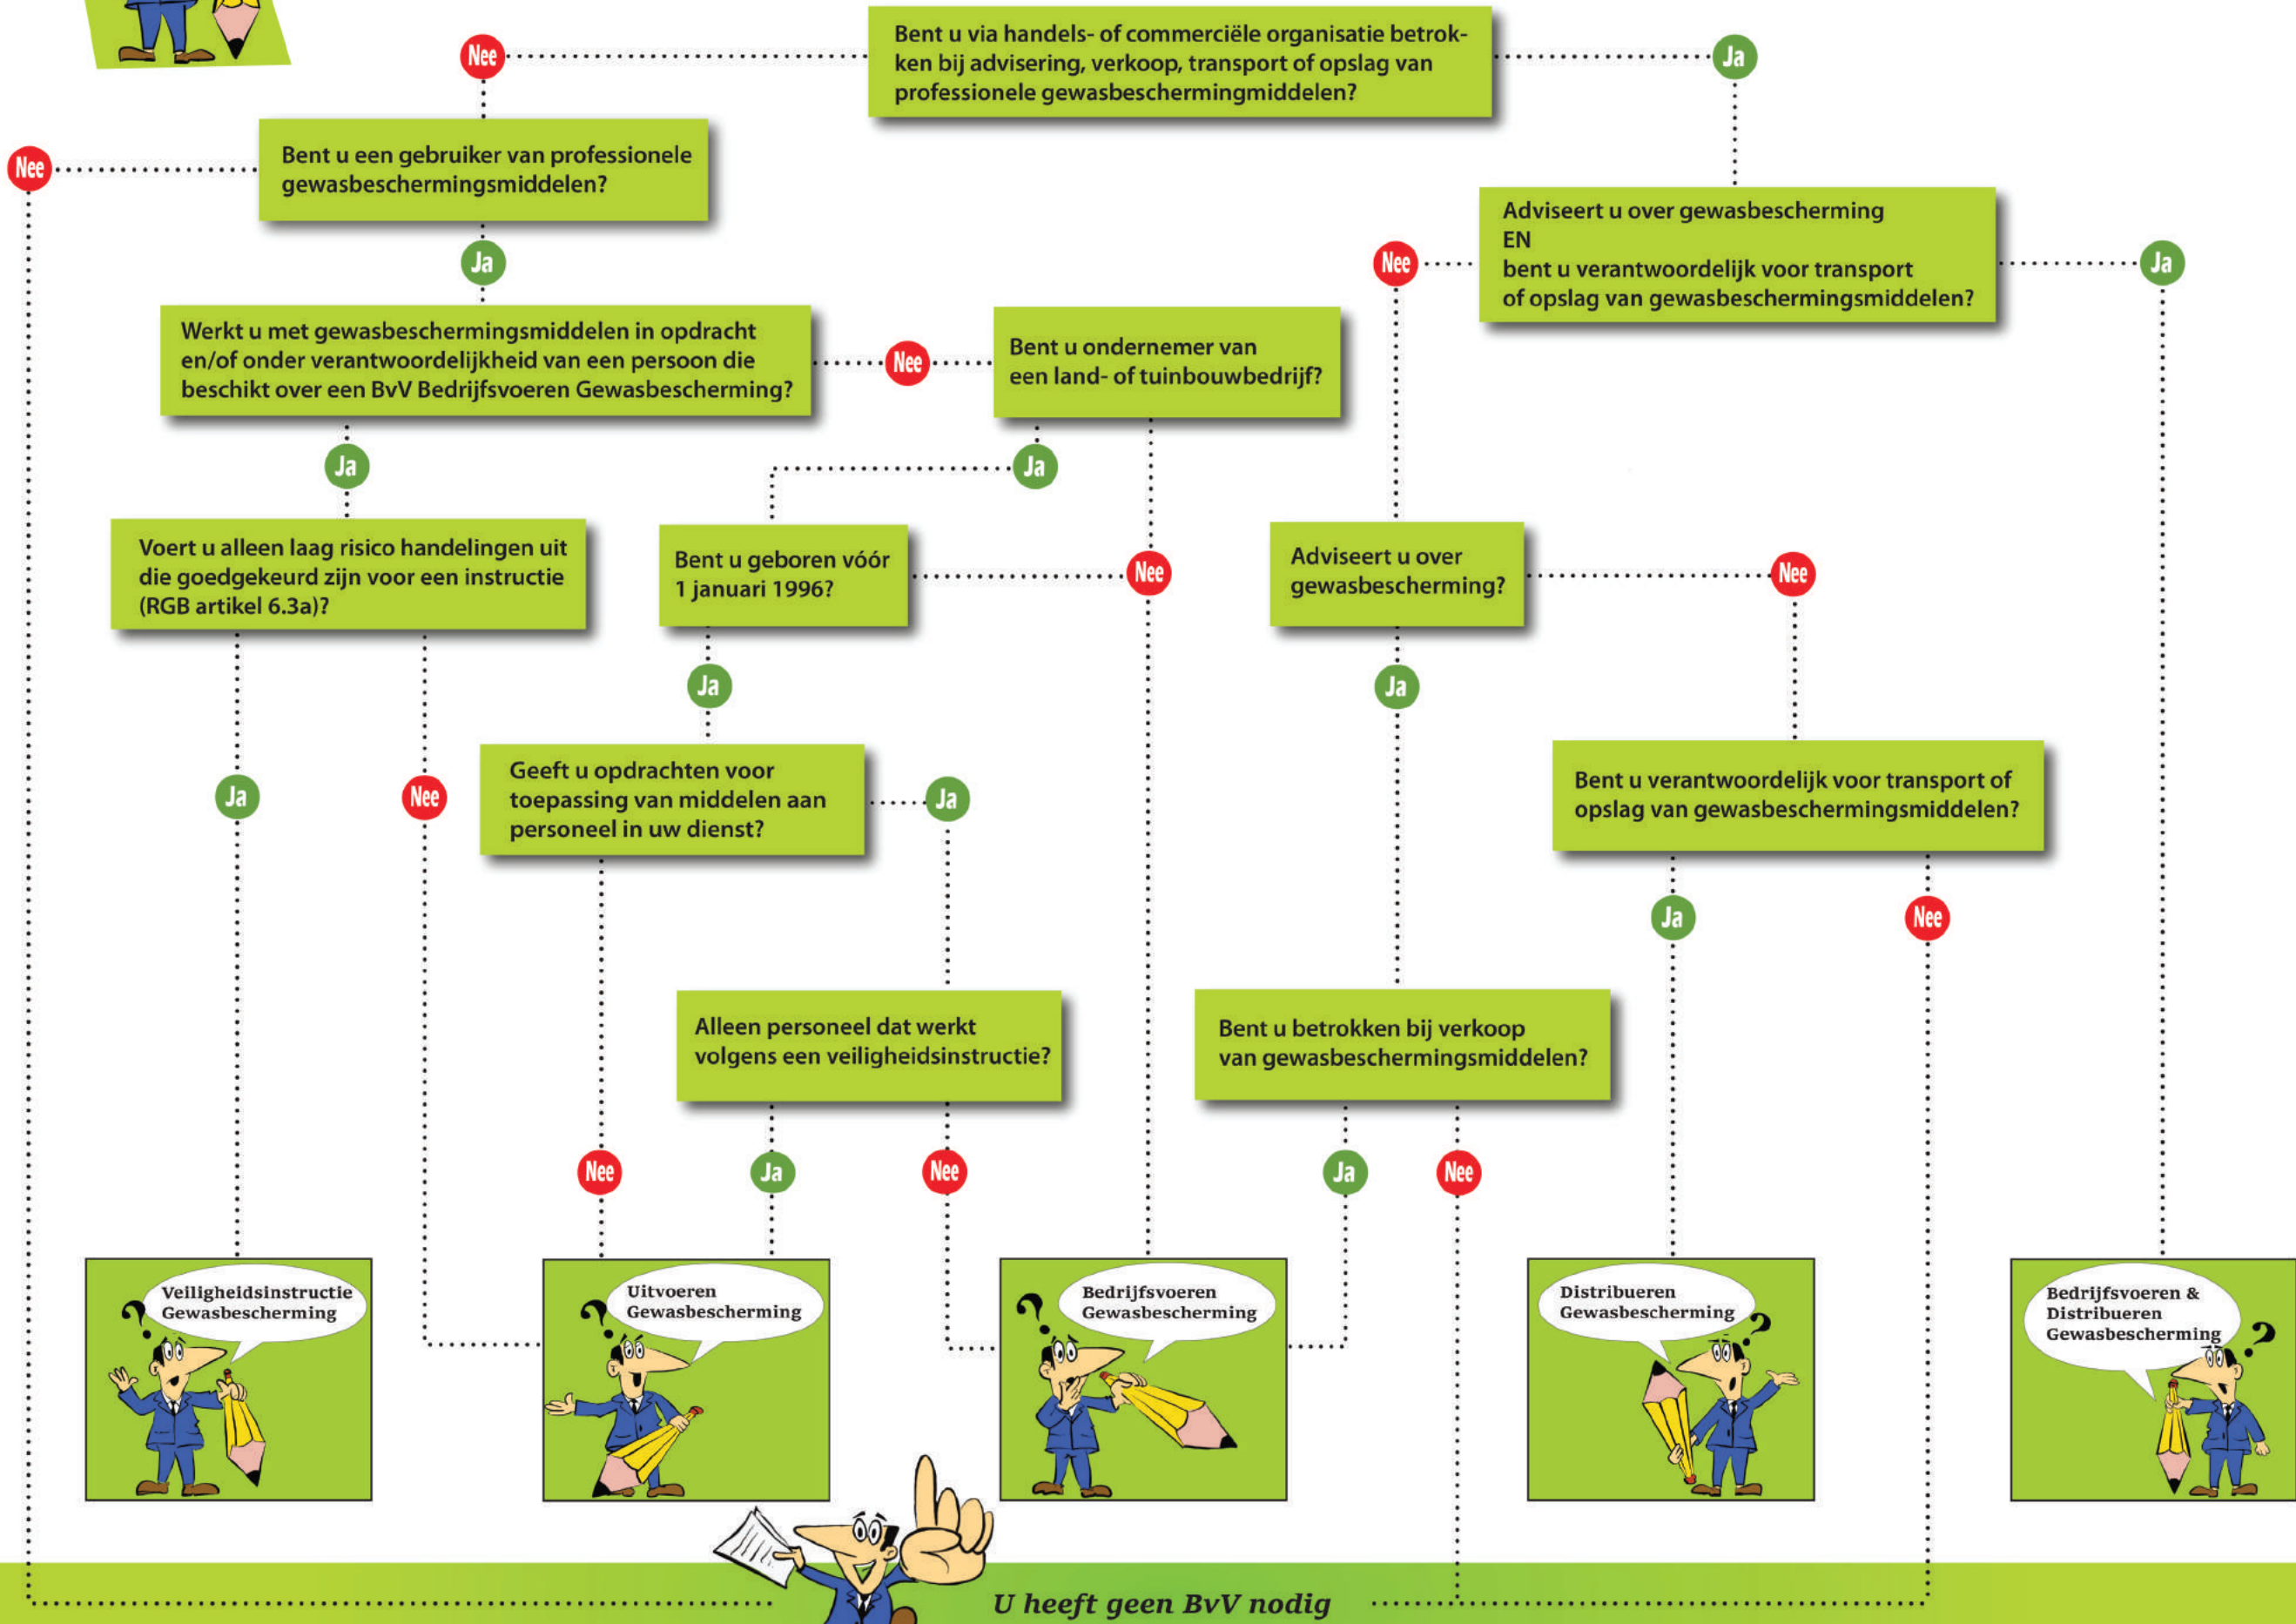 Bent u via handels- of commerciële organisatie betrok-
ken bij advisering, verkoop, transport of opslag van
professionele gewasbeschermingmiddelen?
Nee
Ja
Bent u een gebruiker van professionele
gewasbeschermingsmiddelen?
Nee
Ja
Adviseert u over gewasbescherming
EN
bent u verantwoordelijk voor transport
of opslag van gewasbeschermingsmiddelen?
Nee
Ja
Werkt u met gewasbeschermingsmiddelen in opdracht
en/of onder verantwoordelijkheid van een persoon die
beschikt over een BvV Bedrijfsvoeren Gewasbescherming?
Nee
Ja
Bent u ondernemer van
een land- of tuinbouwbedrijf?
Ja
Nee
Voert u alleen laag risico handelingen uit
die goedgekeurd zijn voor een instructie
(RGB artikel 6.3a)?
Ja
Nee
Bent u geboren vóór
1 januari 1996?
Ja
Adviseert u over
gewasbescherming?
Nee
Ja
Geeft u opdrachten voor
toepassing van middelen aan
personeel in uw dienst?
Ja
Nee
Bent u verantwoordelijk voor transport of
opslag van gewasbeschermingsmiddelen?
Ja
Nee
Alleen personeel dat werkt
volgens een veiligheidsinstructie?
Ja
Nee
Bent u betrokken bij verkoop
van gewasbeschermingsmiddelen?
Ja
Nee
Veiligheidsinstructie
Gewasbescherming
?
Uitvoeren
Gewasbescherming
?
Bedrijfsvoeren
Gewasbescherming
?
Distribueren
Gewasbescherming
?
Bedrijfsvoeren &
Distribueren
Gewasbescherming
?
U heeft geen BvV nodig